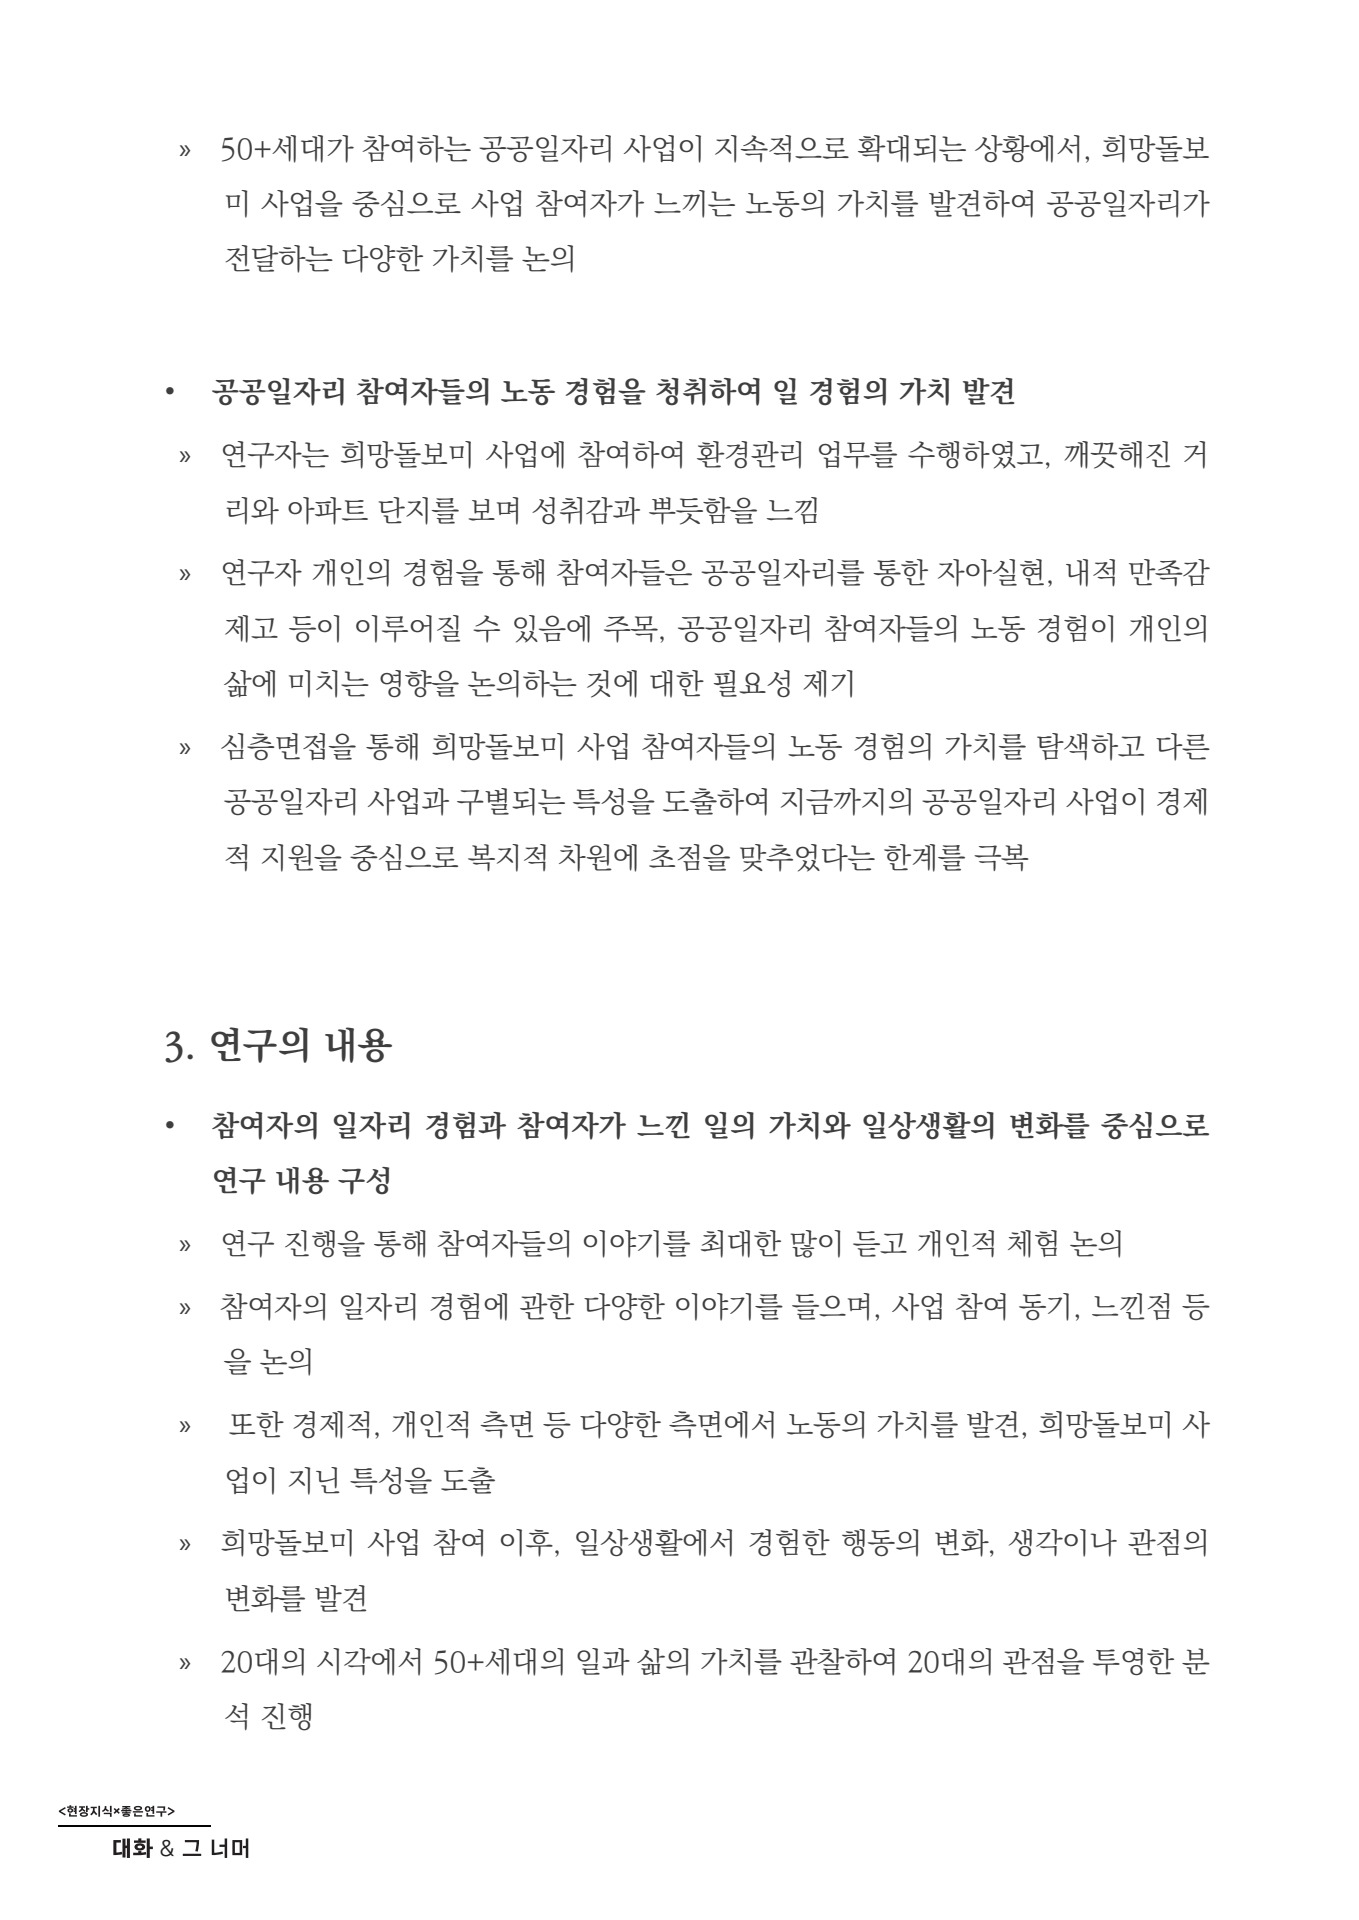 » 50+세대가 참여하는 공공일자리 사업이 지속적으로 확대되는 상황에서, 희망돌보
미 사업을 중심으로 사업 참여자가 느끼는 노동의 가치를 발견하여 공공일자리가
전달하는 다양한 가치를 논의
• 공공일자리 참여자들의 노동 경험을 청취하여 일 경험의 가치 발견
» 연구자는 희망돌보미 사업에 참여하여 환경관리 업무를 수행하였고, 깨끗해진 거
리와 아파트 단지를 보며 성취감과 뿌듯함을 느낌
» 연구자 개인의 경험을 통해 참여자들은 공공일자리를 통한 자아실현, 내적 만족감
제고 등이 이루어질 수 있음에 주목, 공공일자리 참여자들의 노동 경험이 개인의
삶에 미치는 영향을 논의하는 것에 대한 필요성 제기
» 심층면접을 통해 희망돌보미 사업 참여자들의 노동 경험의 가치를 탐색하고 다른
공공일자리 사업과 구별되는 특성을 도출하여 지금까지의 공공일자리 사업이 경제
적 지원을 중심으로 복지적 차원에 초점을 맞추었다는 한계를 극복
3. 연구의 내용
• 참여자의 일자리 경험과 참여자가 느낀 일의 가치와 일상생활의 변화를 중심으로
연구 내용 구성
» 연구 진행을 통해 참여자들의 이야기를 최대한 많이 듣고 개인적 체험 논의
» 참여자의 일자리 경험에 관한 다양한 이야기를 들으며, 사업 참여 동기, 느낀점 등
을 논의
» 또한 경제적, 개인적 측면 등 다양한 측면에서 노동의 가치를 발견, 희망돌보미 사
업이 지닌 특성을 도출
» 희망돌보미 사업 참여 이후, 일상생활에서 경험한 행동의 변화, 생각이나 관점의
변화를 발견
» 20대의 시각에서 50+세대의 일과 삶의 가치를 관찰하여 20대의 관점을 투영한 분
석 진행
<현장지식×좋은연구>
대화 & 그 너머